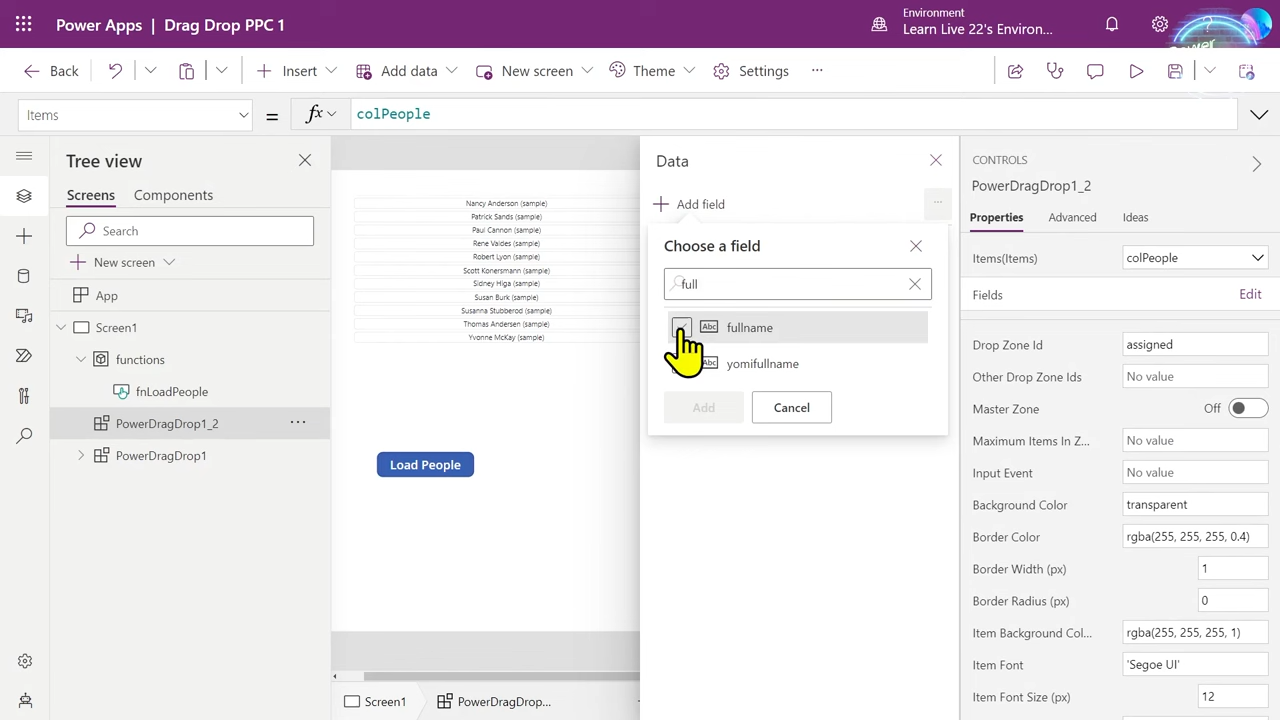 Power Apps | Drag Drop PPC 1
Environment
Learn Live 22's Environ...
Power
Back
Insert
Add data
New screen
Theme
Settings
Items
=
fx
colPeople
Tree view
Screens
Components
Search
New screen
App
Screen1
functions
fnLoadPeople
PowerDragDrop1_2
PowerDragDrop1
Nancy Anderson (sample)
Patrick Sands (sample)
Paul Cannon (sample)
Rene Valdes (sample)
Robert Lyon (sample)
Scott Konersmann (sample)
Sidney Higa (sample)
Susan Burk (sample)
Susanna Stubberod (sample)
Thomas Andersen (sample)
Yvonne McKay (sample)
Load People
Screen1
PowerDragDrop...
Data
Add field
Choose a field
full
Abc fullname
Abc yomifullname
Add
Cancel
CONTROLS
PowerDragDrop1_2
Properties
Advanced
Ideas
Items(Items)
colPeople
Fields
Edit
Drop Zone Id
assigned
Other Drop Zone Ids
No value
Master Zone
Off
Maximum Items In Z...
No value
Input Event
No value
Background Color
transparent
Border Color
rgba(255, 255, 255, 0.4)
Border Width (px)
1
Border Radius (px)
0
Item Background Col...
rgba(255, 255, 255, 1)
Item Font
'Segoe UI'
Item Font Size (px)
12